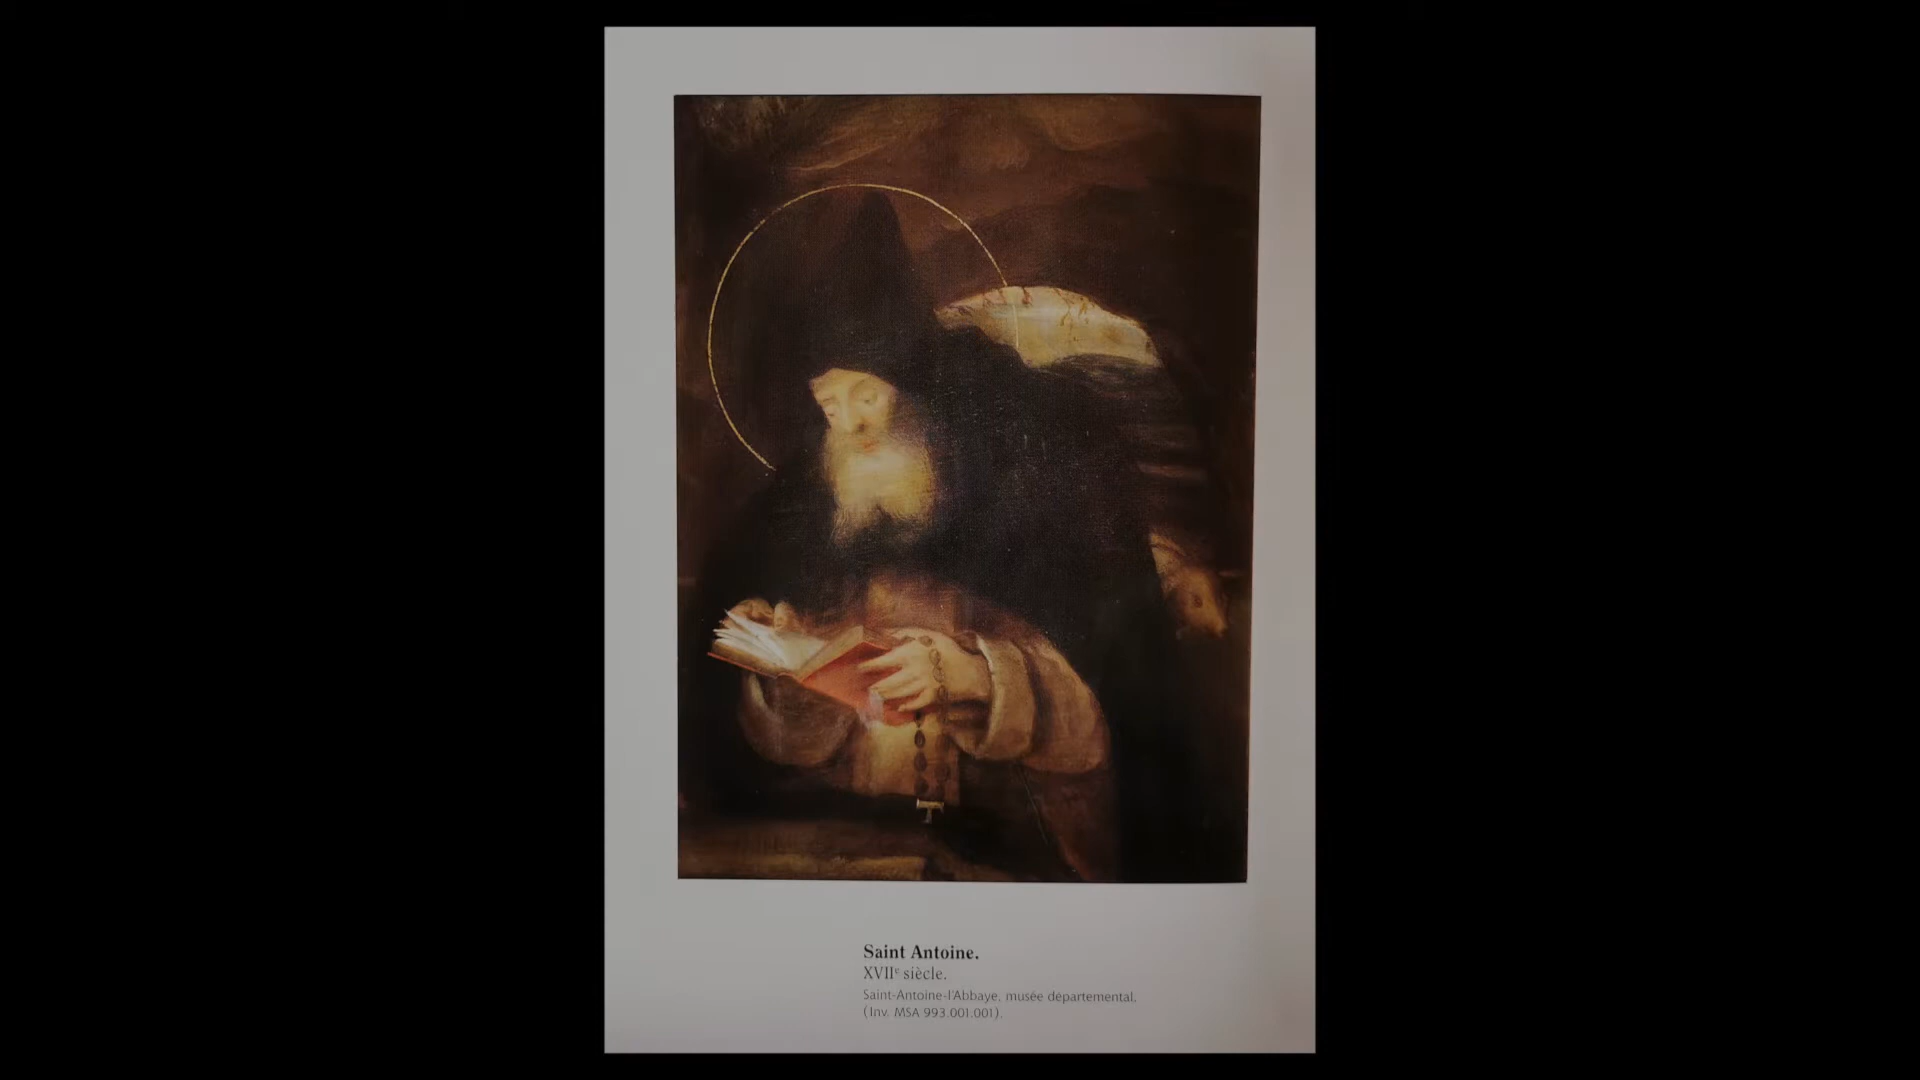 Saint Antoine.
XVIIe siècle.
Saint-Antoine-l'Abbaye, musée départemental,
(Inv. MSA 993.001.001).